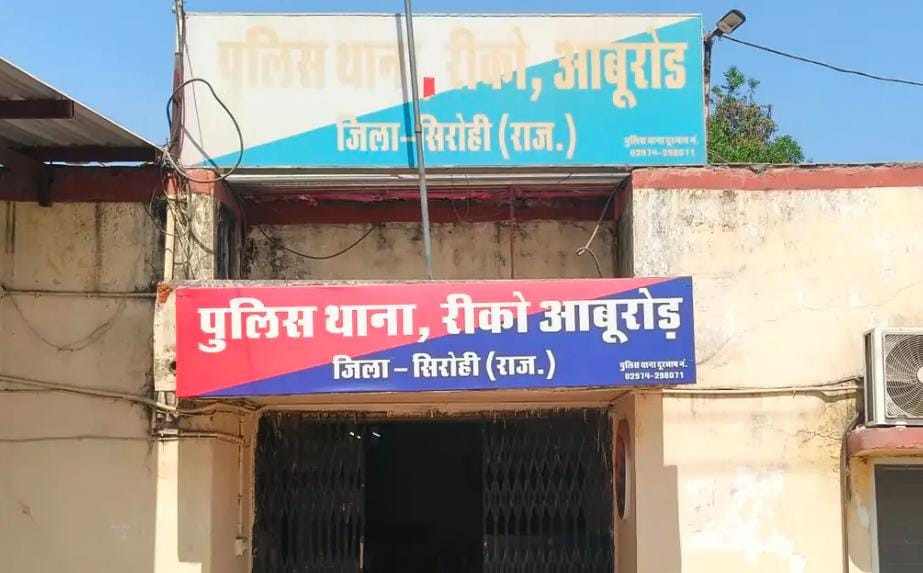 पुलिस थाना, रीको, आबूरोड
जिला-सिरोही (राज.)
पुलिस थाना दूरभाष नं.
02974-298071
पुलिस थाना, रीको आबूरोड़
जिला - सिरोही (राज.)
पुलिस थाना दूरभाष नं.
02974-298071